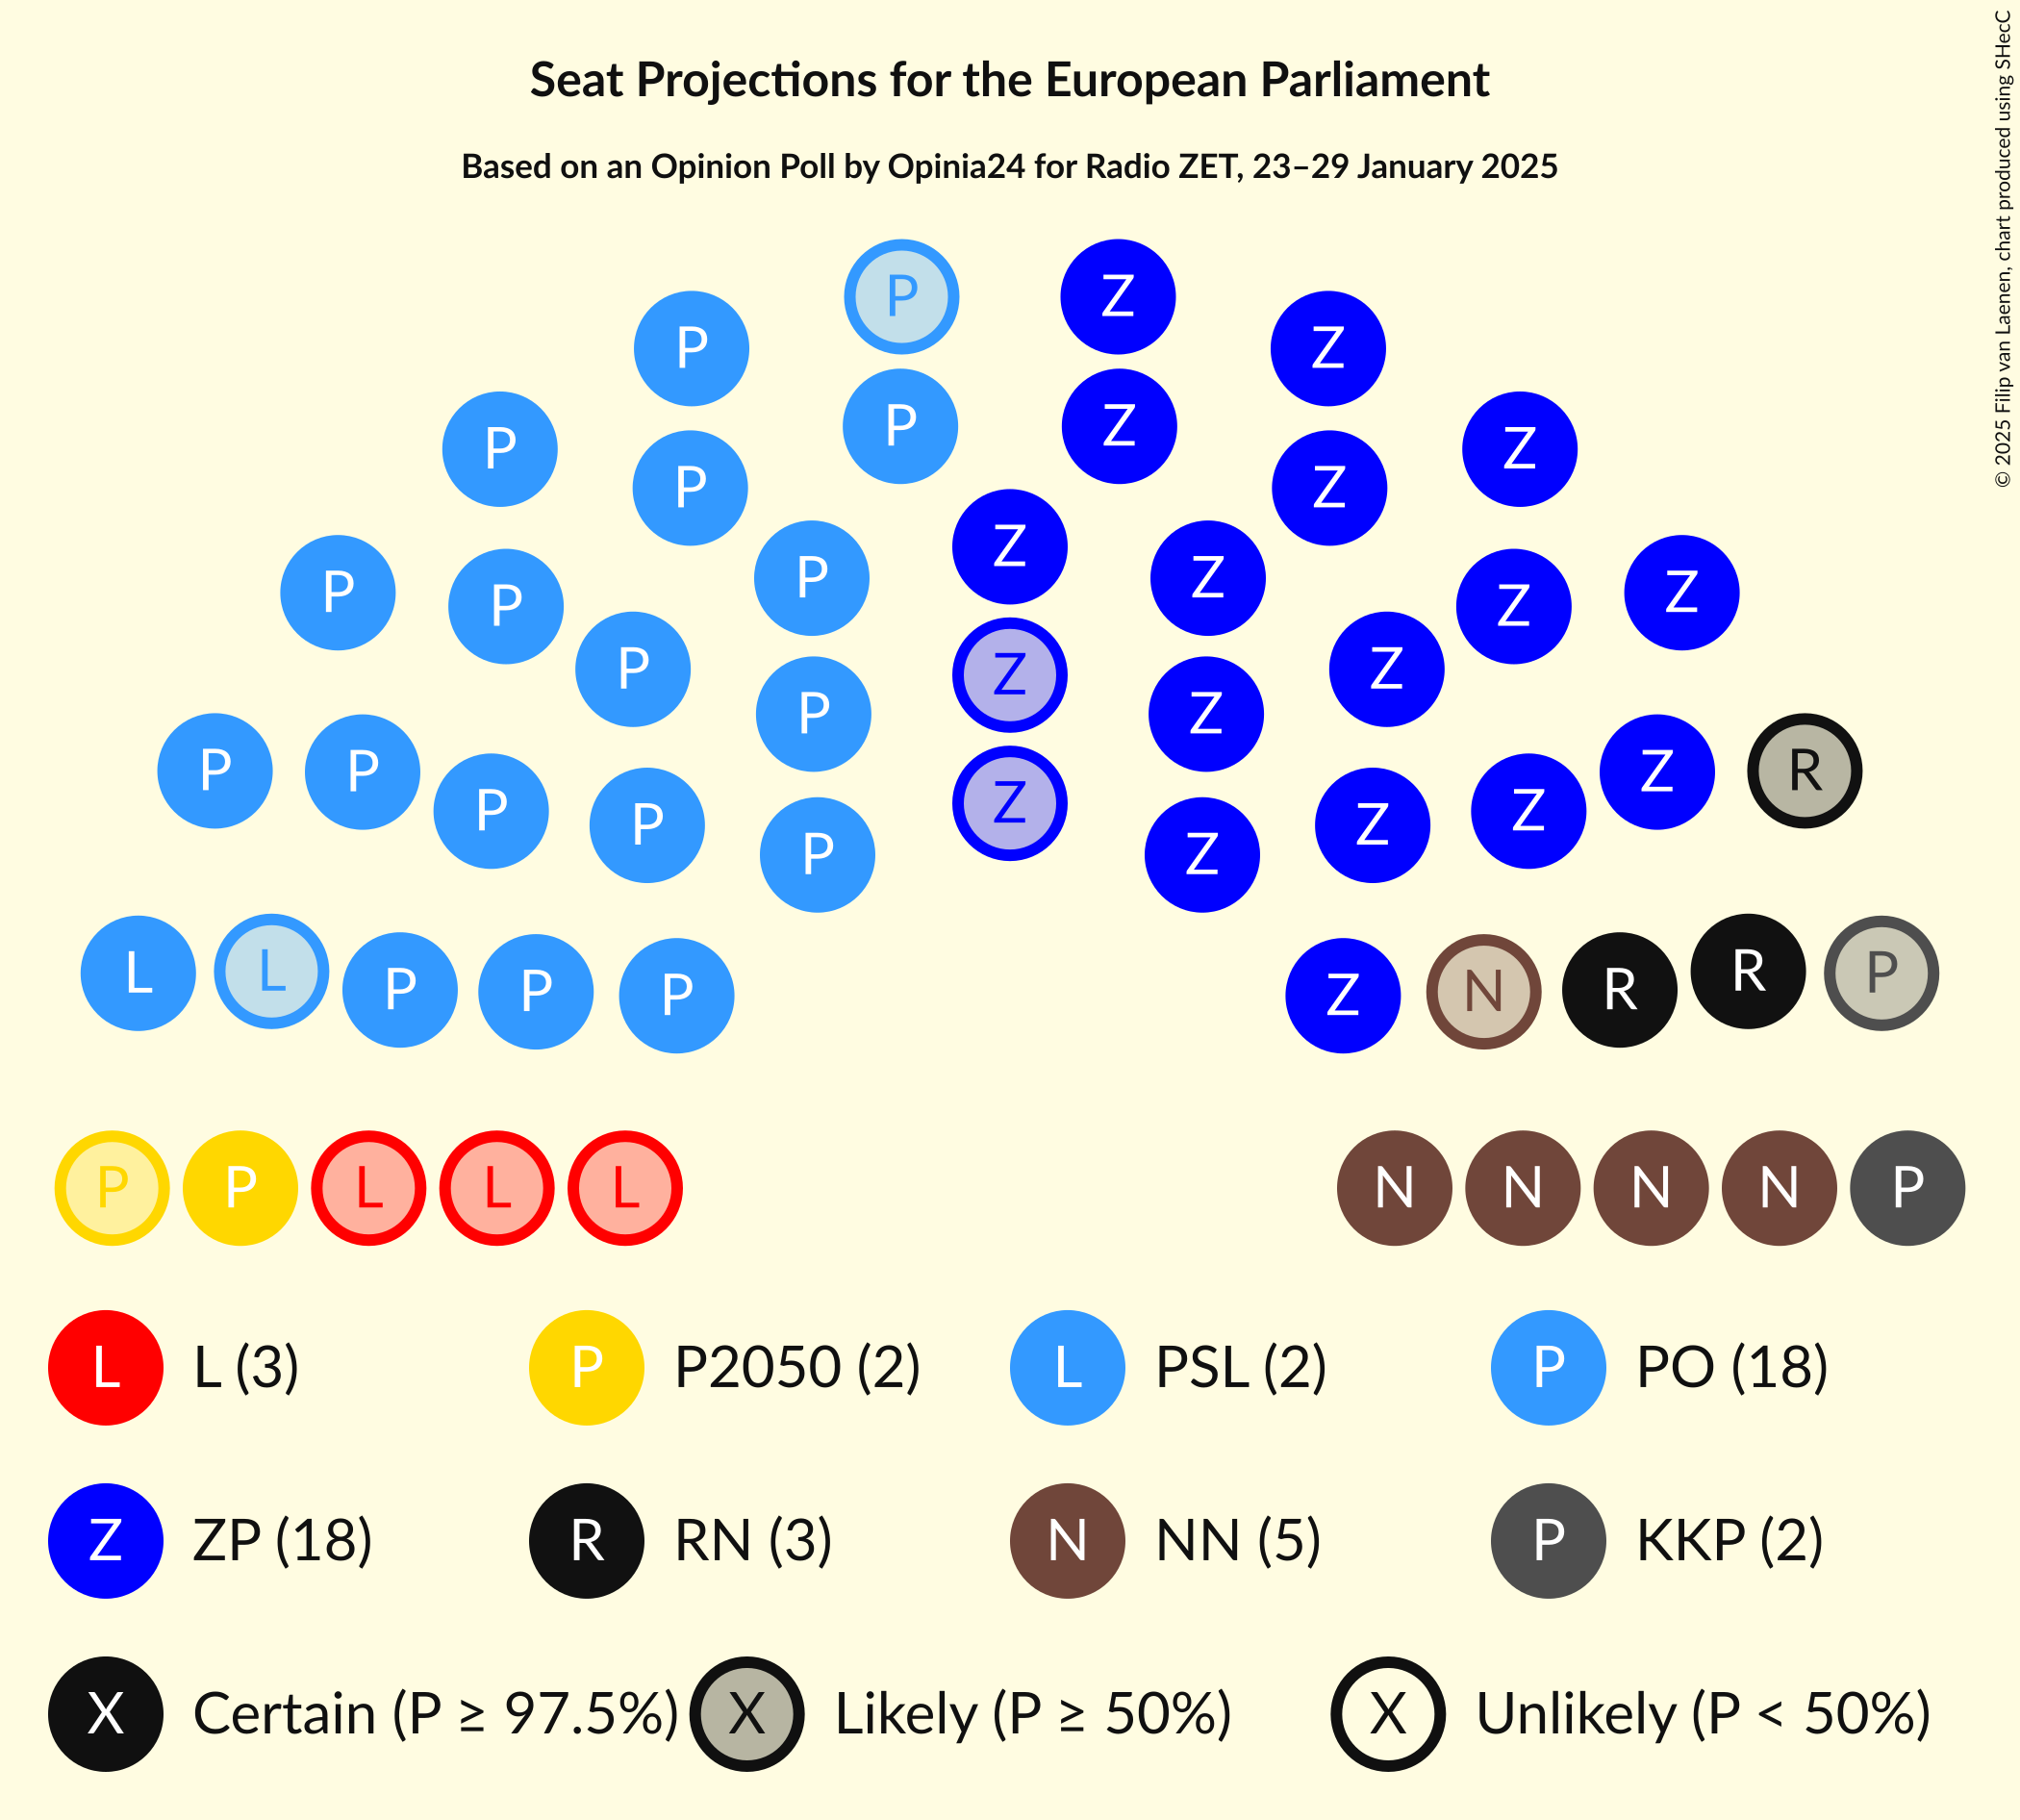 Seat Projections for the European Parliament
Based on an Opinion Poll by Opinia24 for Radio ZET, 23–29 January 2025
© 2025 Filip van Laenen, chart produced using SHecC
P Z
P Z
P Z
P Z
P Z
P Z
Z
P Z
P Z
P Z
P Z
Z
P Z
P Z R
P Z
P Z
Z
P Z
L L P P P Z N R R P
P P L L L N N N N P
L L (3) P P2050 (2) L PSL (2) P PO (18)
Z ZP (18) R RN (3) N NN (5) P KKP (2)
X Certain (P ≥ 97.5%) X Likely (P ≥ 50%) X Unlikely (P < 50%)